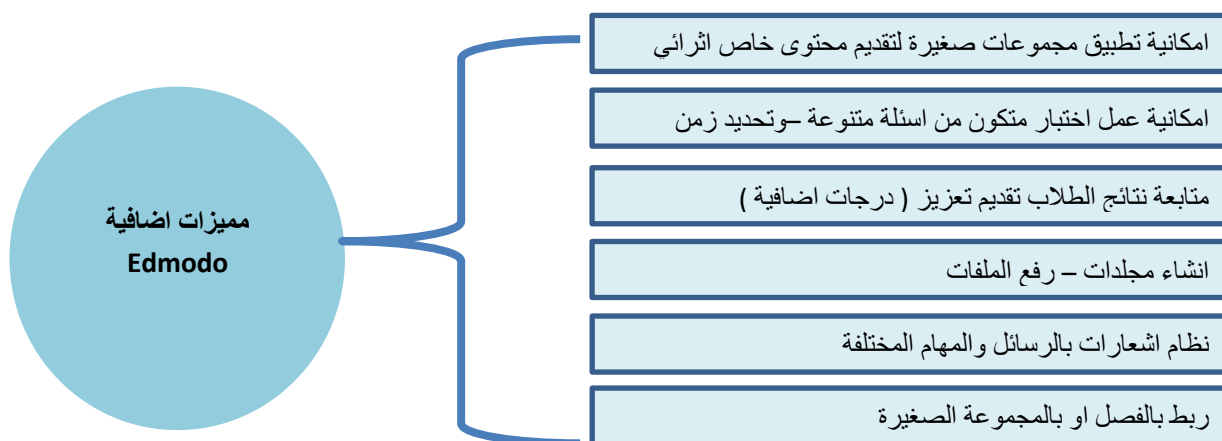 مميزات اضافية
Edmodo
امكانية تطبيق مجموعات صغيرة لتقديم محتوى خاص اثرائي
امكانية عمل اختبار متكون من اسئلة متنوعة –وتحديد زمن
متابعة نتائج الطلاب تقديم تعزيز ( درجات اضافية )
انشاء مجلدات – رفع الملفات
نظام اشعارات بالرسائل والمهام المختلفة
ربط بالفصل او بالمجموعة الصغيرة